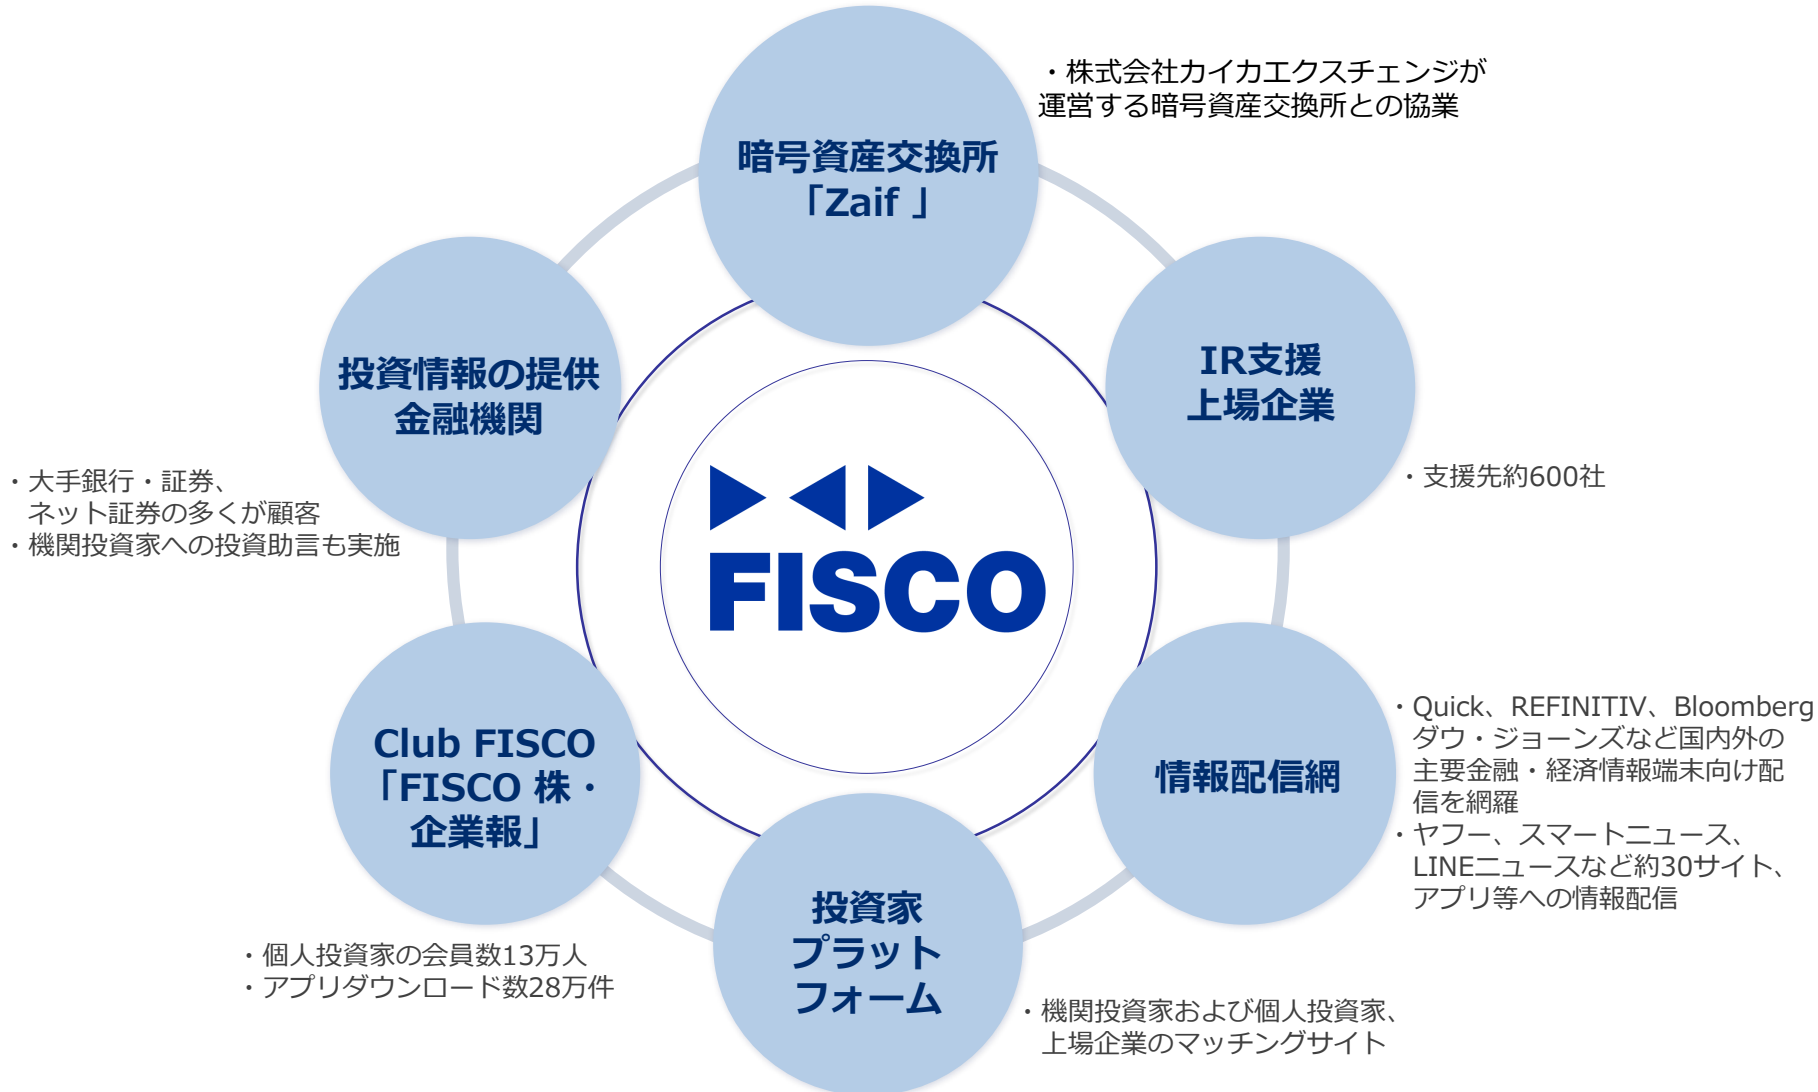 ・株式会社カイカエクスチェンジが
運営する暗号資産交換所との協業
暗号資産交換所
「Zaif 」
IR支援
上場企業
・支援先約600社
投資情報の提供
金融機関
・大手銀行・証券、
ネット証券の多くが顧客
・機関投資家への投資助言も実施
FISCO
情報配信網
・Quick、REFINITIV、Bloomberg
ダウ・ジョーンズなど国内外の
主要金融・経済情報端末向け配
信を網羅
・ヤフー、スマートニュース、
LINEニュースなど約30サイト、
アプリ等への情報配信
Club FISCO
「FISCO 株・
企業報」
・個人投資家の会員数13万人
・アプリダウンロード数28万件
投資家
プラット
フォーム
・機関投資家および個人投資家、
上場企業のマッチングサイト